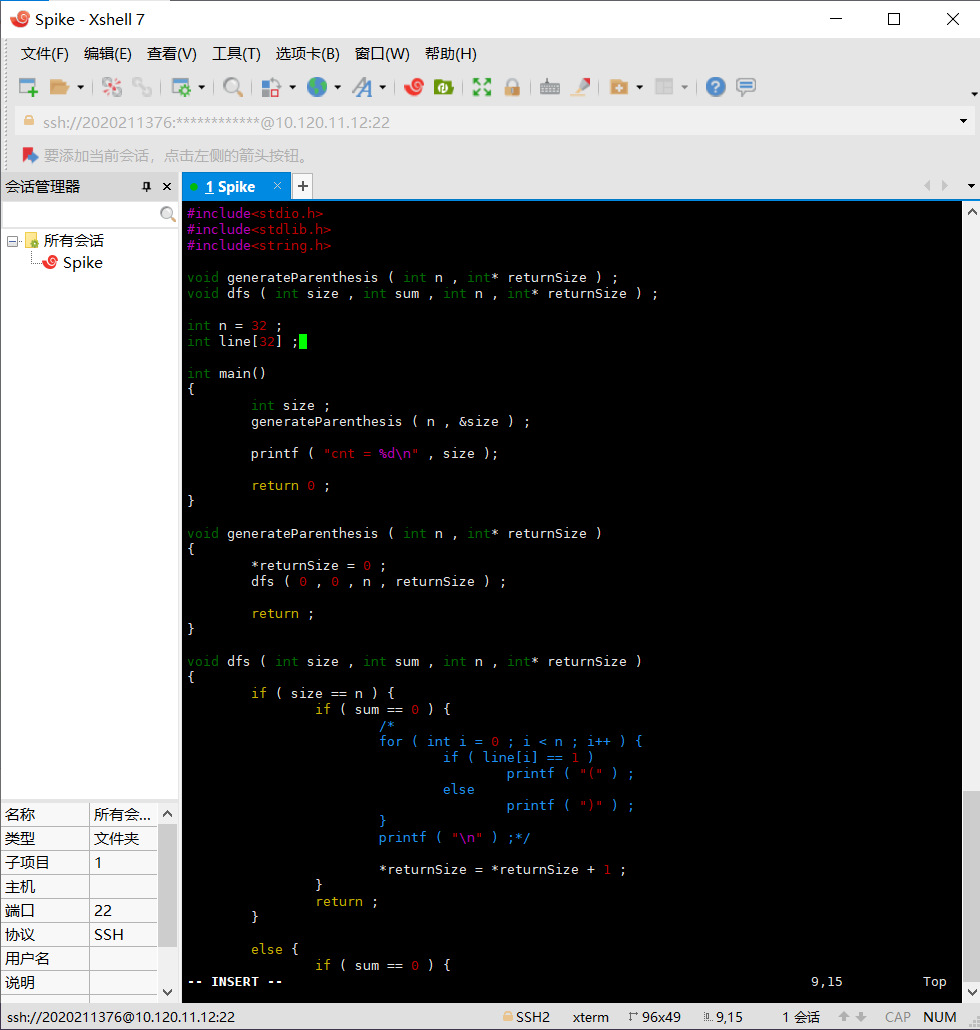 Spike - Xshell 7
文件(F) 编辑(E) 查看(V) 工具(T) 选项卡(B) 窗口(W) 帮助(H)
ssh://2020211376:************@10.120.11.12:22
要添加当前会话，点击左侧的箭头按钮。
会话管理器
所有会话
Spike
名称 所有会...
类型 文件夹
子项目 1
主机
端口 22
协议 SSH
用户名
说明
1 Spike
#include<stdio.h>
#include<stdlib.h>
#include<string.h>
void generateParenthesis ( int n , int* returnSize ) ;
void dfs ( int size , int sum , int n , int* returnSize ) ;
int n = 32 ;
int line[32] ;
int main()
{
int size ;
generateParenthesis ( n , &size ) ;
printf ( "cnt = %d\n" , size );
return 0 ;
}
void generateParenthesis ( int n , int* returnSize )
{
*returnSize = 0 ;
dfs ( 0 , 0 , n , returnSize ) ;
return ;
}
void dfs ( int size , int sum , int n , int* returnSize )
{
if ( size == n ) {
if ( sum == 0 ) {
/*
for ( int i = 0 ; i < n ; i++ ) {
if ( line[i] == 1 )
printf ( "(" ) ;
else
printf ( ")" ) ;
}
printf ( "\n" ) ;*/
*returnSize = *returnSize + 1 ;
}
return ;
}
else {
if ( sum == 0 ) {
-- INSERT -- 9,15 Top
ssh://2020211376@10.120.11.12:22 SSH2 xterm 96x49 9,15 1 会话 CAP NUM